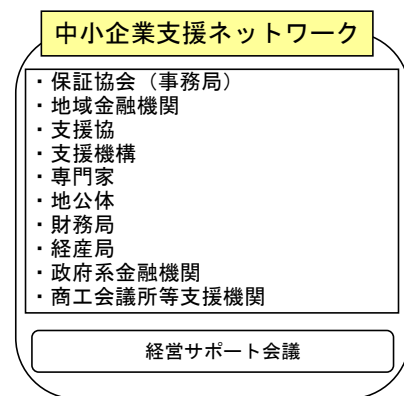 中小企業支援ネットワーク
・保証協会（事務局）
・地域金融機関
・支援協
・支援機構
・専門家
・地公体
・財務局
・経産局
・政府系金融機関
・商工会議所等支援機関
経営サポート会議